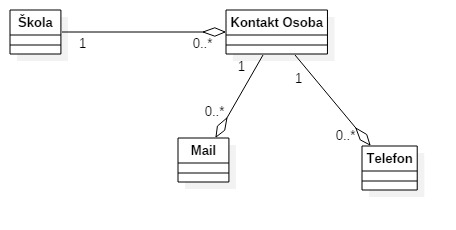 Škola
Kontakt Osoba
1
0..*
1
1
0..*
0..*
Mail
Telefon